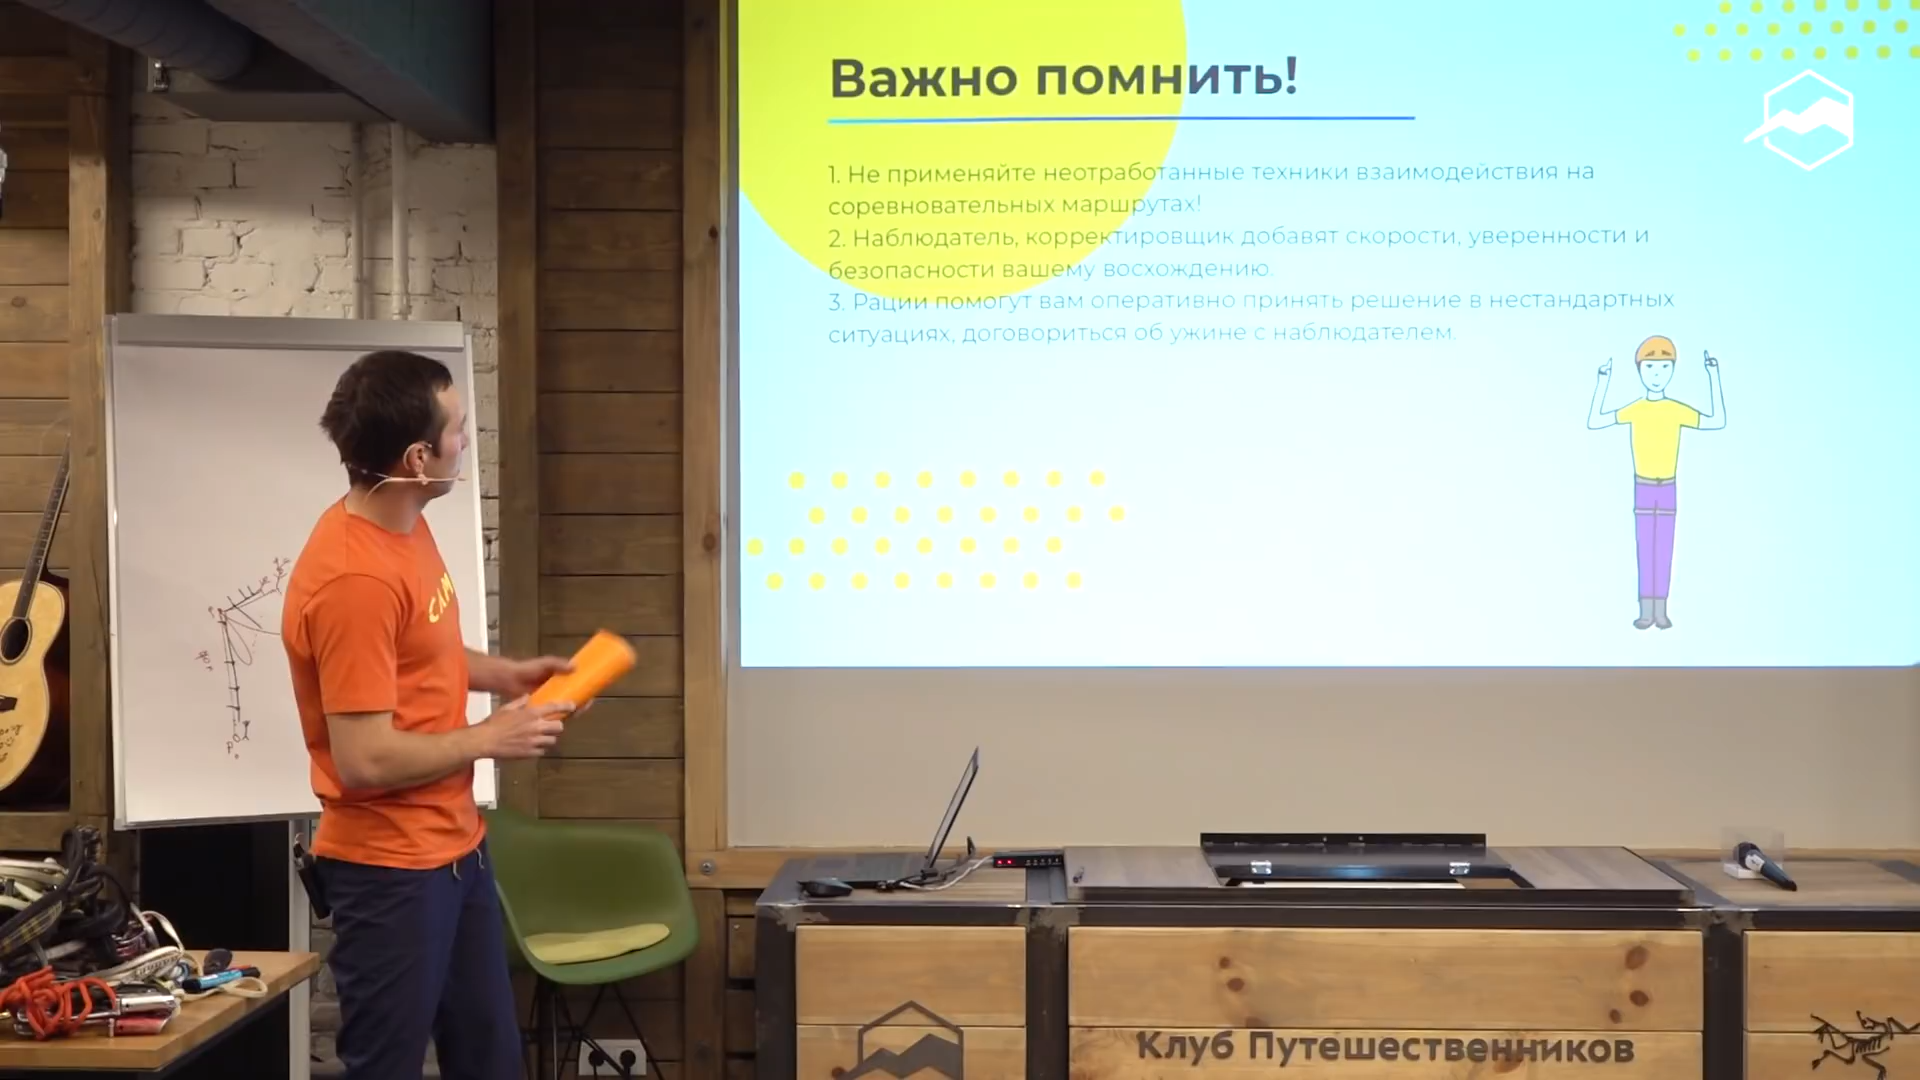 Важно помнить!
1. Не применяйте неотработанные техники взаимодействия на
соревновательных маршрутах!
2. Наблюдатель, корректировщик добавят скорости, уверенности и
безопасности вашему восхождению.
3. Рации помогут вам оперативно принять решение в нестандартных
ситуациях, договориться об ужине с наблюдателем.
CAM
Клуб Путешественников